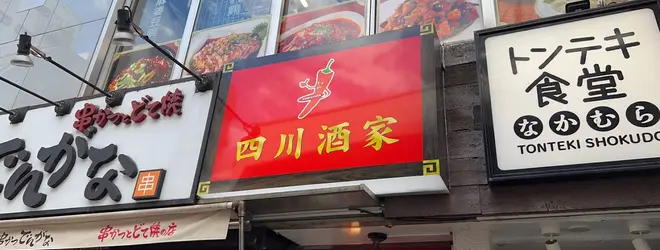 串かつとどて焼
でんがな
串
串かつとどて焼の店
四川酒家
トンテキ
食堂
なかむら
TONTEKI SHOKUDO